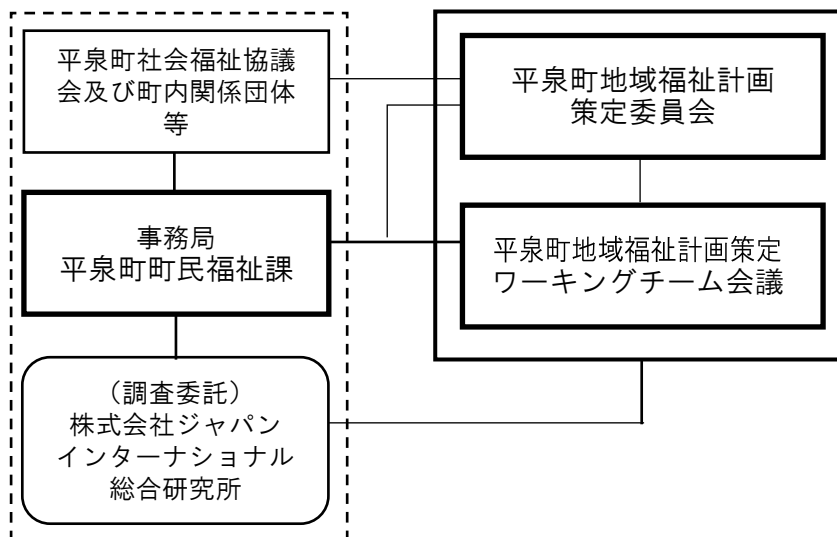 平泉町社会福祉協議
会及び町内関係団体
等
事務局
平泉町町民福祉課
（調査委託）
株式会社ジャパン
インターナショナル
総合研究所
平泉町地域福祉計画
策定委員会
平泉町地域福祉計画策定
ワーキングチーム会議